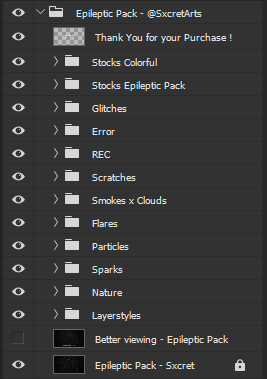 Epileptic Pack - @SxcretArts
Thank You for your Purchase !
Stocks Colorful
Stocks Epileptic Pack
Glitches
Error
REC
Scratches
Smokes x Clouds
Flares
Particles
Sparks
Nature
Layerstyles
Better viewing - Epileptic Pack
Epileptic Pack - Sxcret